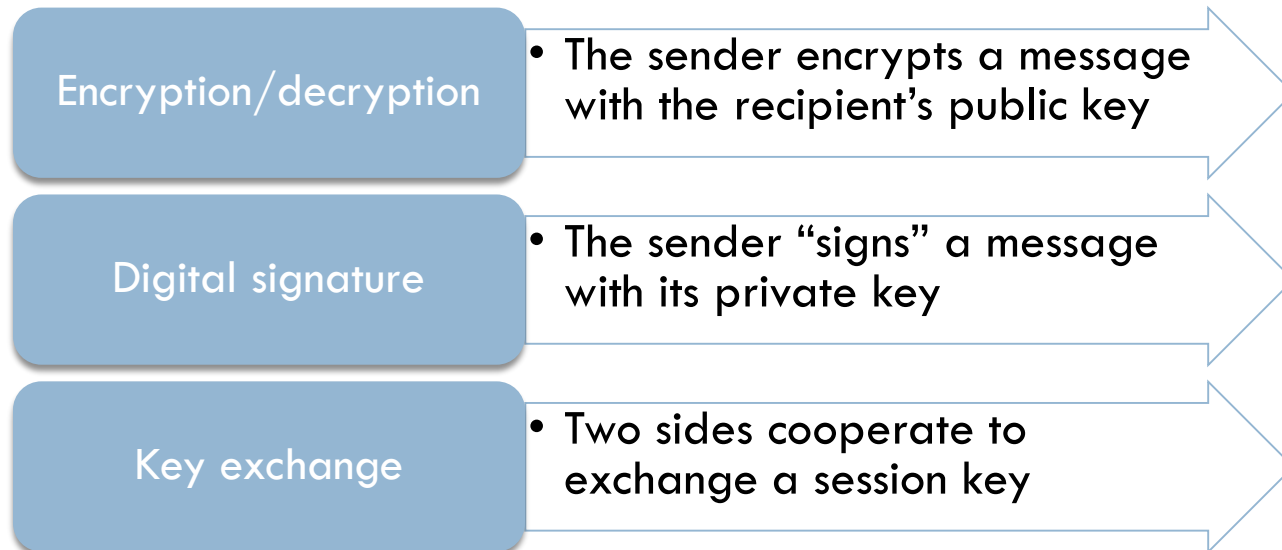 Encryption/decryption
• The sender encrypts a message
with the recipient’s public key
Digital signature
• The sender “signs” a message
with its private key
Key exchange
• Two sides cooperate to
exchange a session key